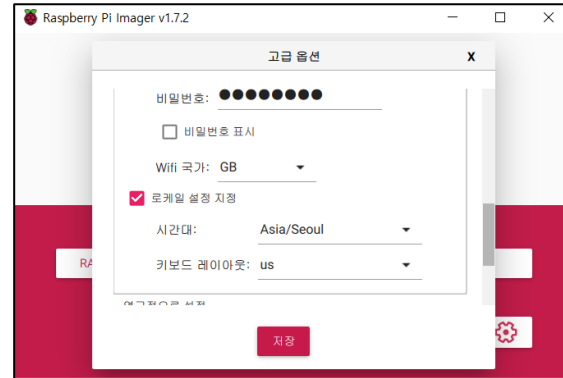 Raspberry Pi Imager v1.7.2
고급 옵션
X
비밀번호: ●●●●●●●●
비밀번호 표시
Wifi 국가: GB
로케일 설정 지정
시간대: Asia/Seoul
키보드 레이아웃: us
RA
저장